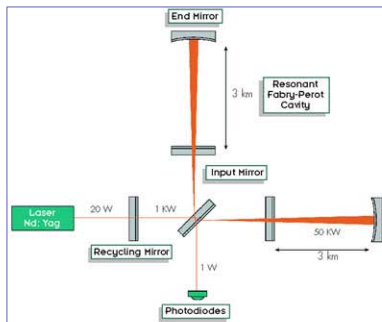 End Mirror
3 km
Resonant
Fabry-Perot
Cavity
Input Mirror
Laser
Nd: Yag
20 W
1 KW
Recycling Mirror
50 KW
3 km
1 W
Photodiodes